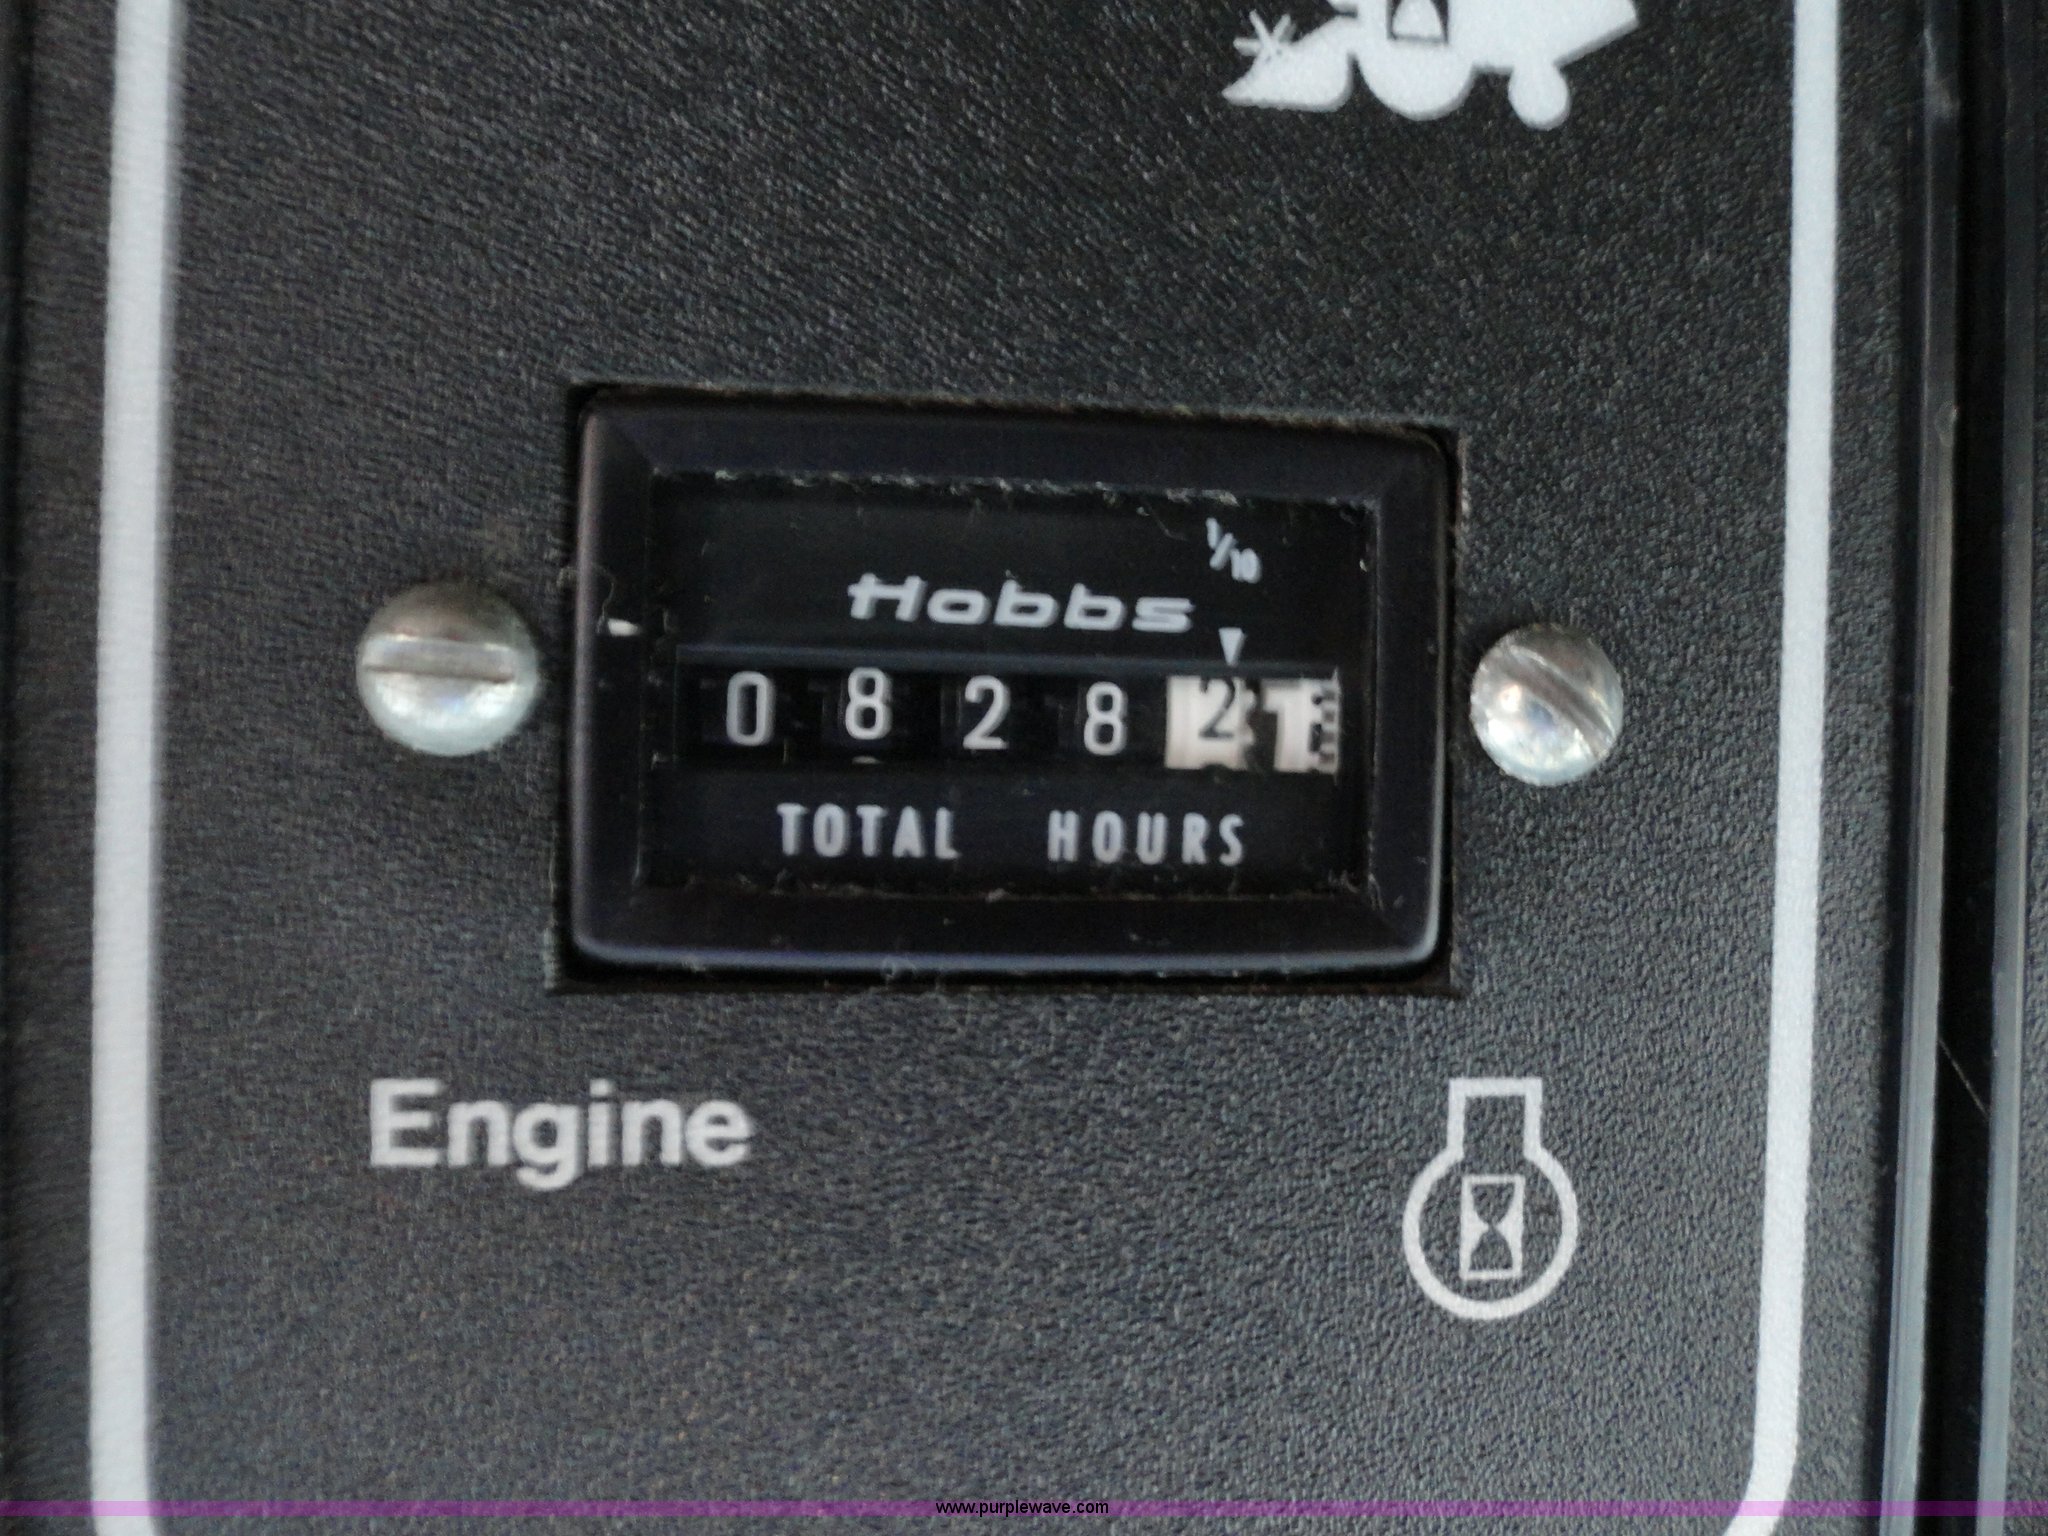 1/10
Hobbs
0 8 2 8 2
TOTAL HOURS
Engine
www.purplewave.com